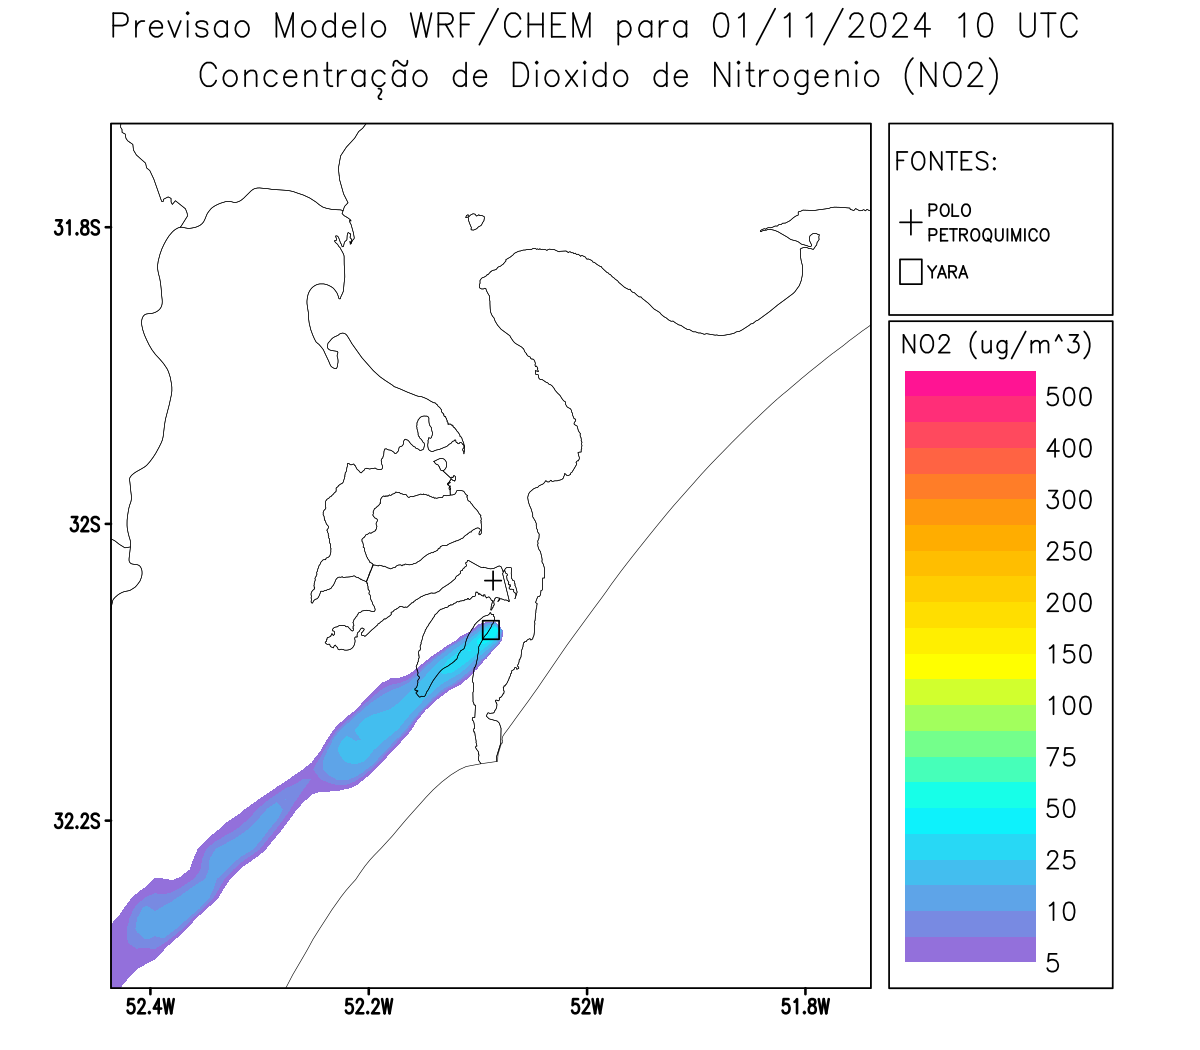 Previsao Modelo WRF/CHEM para 01/11/2024 10 UTC
Concentração de Dioxido de Nitrogenio (NO2)
FONTES:
POLO
PETROQUIMICO
YARA
NO2 (ug/m^3)
500
400
300
250
200
150
100
75
50
25
10
5
31.8S
32S
32.2S
52.4W
52.2W
52W
51.8W